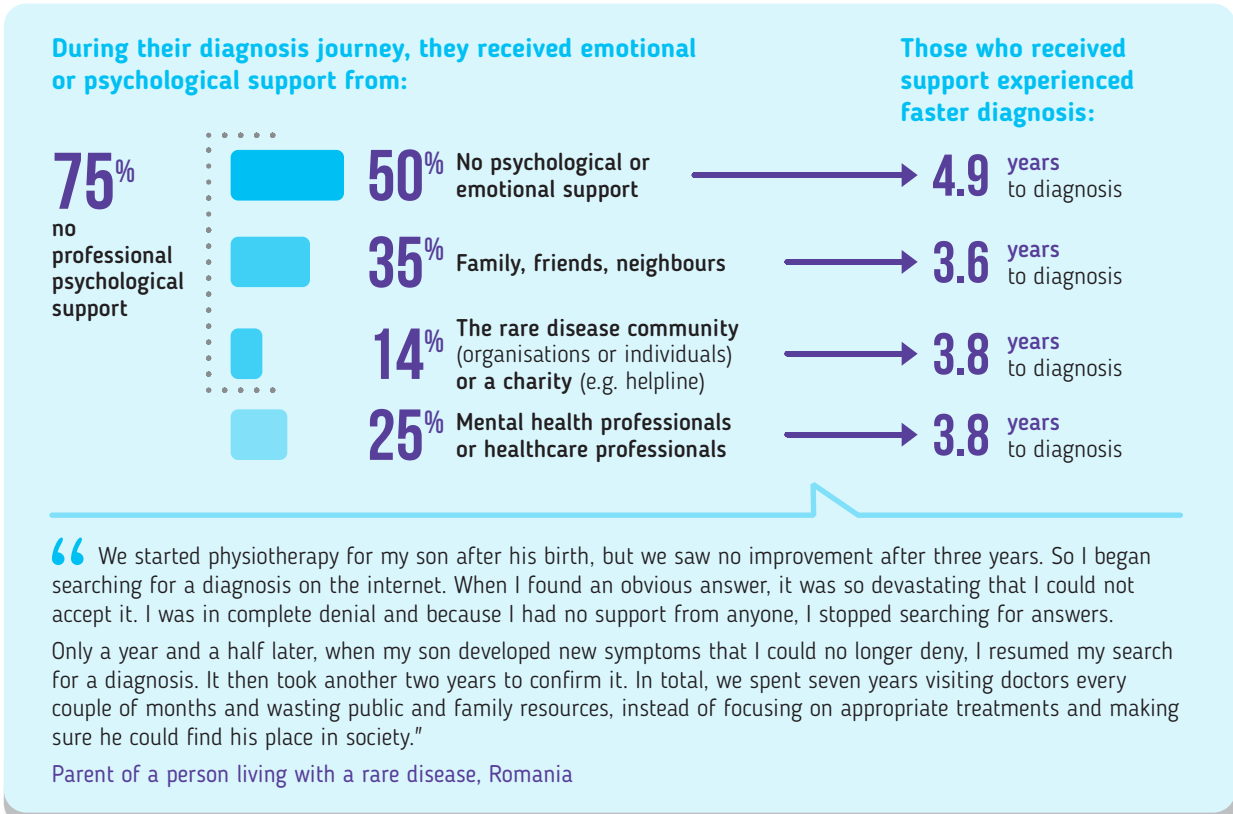 During their diagnosis journey, they received emotional
or psychological support from:
Those who received
support experienced
faster diagnosis:
75%
no
professional
psychological
support
50% No psychological or
emotional support
4.9 years
to diagnosis
35% Family, friends, neighbours
3.6 years
to diagnosis
14% The rare disease community
(organisations or individuals)
or a charity (e.g. helpline)
3.8 years
to diagnosis
25% Mental health professionals
or healthcare professionals
3.8 years
to diagnosis
“ We started physiotherapy for my son after his birth, but we saw no improvement after three years. So I began
searching for a diagnosis on the internet. When I found an obvious answer, it was so devastating that I could not
accept it. I was in complete denial and because I had no support from anyone, I stopped searching for answers.
Only a year and a half later, when my son developed new symptoms that I could no longer deny, I resumed my search
for a diagnosis. It then took another two years to confirm it. In total, we spent seven years visiting doctors every
couple of months and wasting public and family resources, instead of focusing on appropriate treatments and making
sure he could find his place in society."
Parent of a person living with a rare disease, Romania